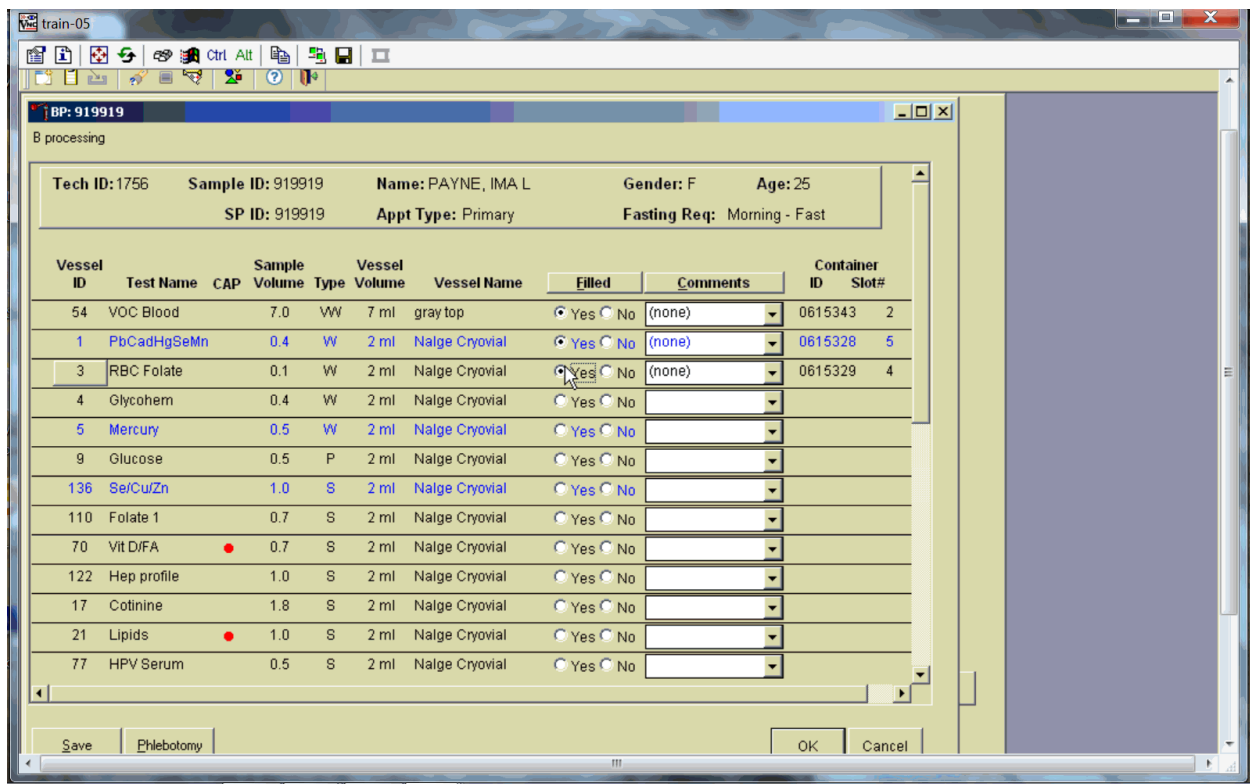 train-05
Ctrl Alt
BP: 919919
B processing
Tech ID: 1756 Sample ID: 919919 Name: PAYNE, IMA L Gender: F Age: 25
SP ID: 919919 Appt Type: Primary Fasting Req: Morning - Fast
Vessel ID Test Name CAP Sample Volume Type Vessel Volume Vessel Name Filled Comments Container ID Slot#
54 VOC Blood 7.0 VW 7 ml gray top Yes No (none) 0615343 2
1 PbCadHgSeMn 0.4 W 2 ml Nalge Cryovial Yes No (none) 0615328 5
3 RBC Folate 0.1 W 2 ml Nalge Cryovial Yes No (none) 0615329 4
4 Glycohem 0.4 W 2 ml Nalge Cryovial Yes No
5 Mercury 0.5 W 2 ml Nalge Cryovial Yes No
9 Glucose 0.5 P 2 ml Nalge Cryovial Yes No
136 Se/Cu/Zn 1.0 S 2 ml Nalge Cryovial Yes No
110 Folate 1 0.7 S 2 ml Nalge Cryovial Yes No
70 Vit D/FA 0.7 S 2 ml Nalge Cryovial Yes No
122 Hep profile 1.0 S 2 ml Nalge Cryovial Yes No
17 Cotinine 1.8 S 2 ml Nalge Cryovial Yes No
21 Lipids 1.0 S 2 ml Nalge Cryovial Yes No
77 HPV Serum 0.5 S 2 ml Nalge Cryovial Yes No
Save Phlebotomy OK Cancel